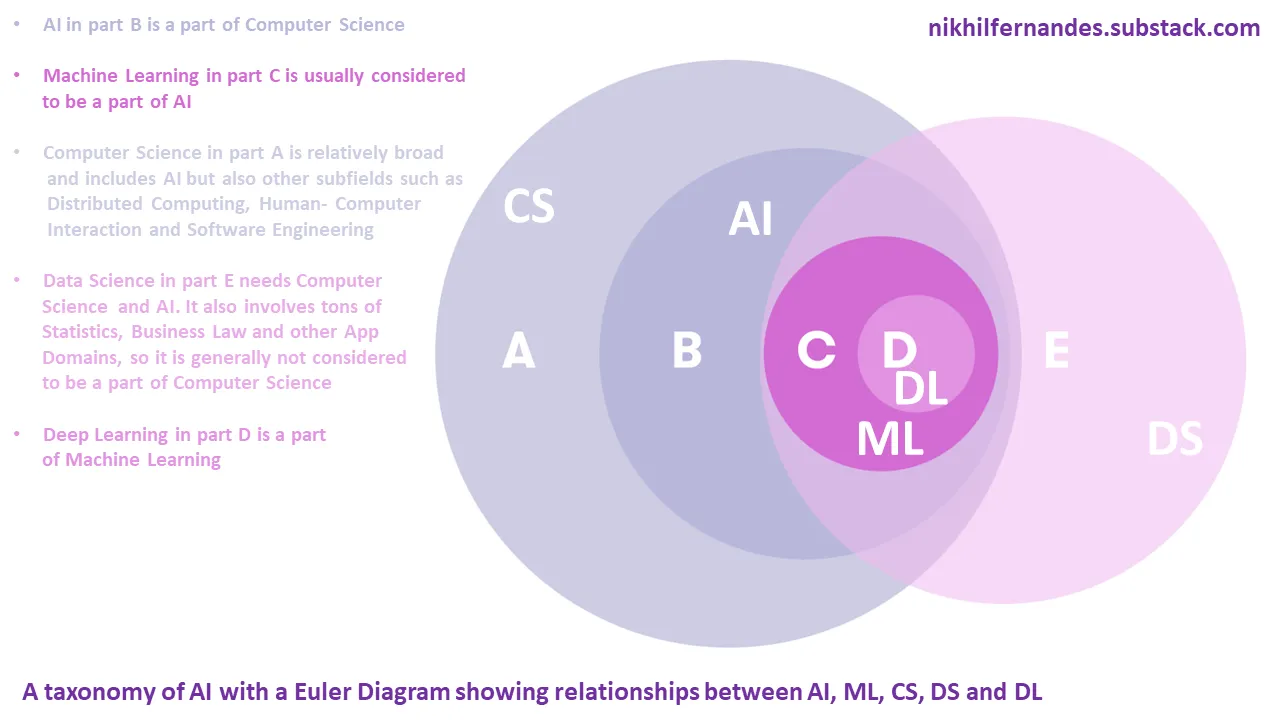 • AI in part B is a part of Computer Science
nikhilfernandes.substack.com
• Machine Learning in part C is usually considered
to be a part of AI
• Computer Science in part A is relatively broad
and includes AI but also other subfields such as
Distributed Computing, Human- Computer
Interaction and Software Engineering
• Data Science in part E needs Computer
Science and AI. It also involves tons of
Statistics, Business Law and other App
Domains, so it is generally not considered
to be a part of Computer Science
• Deep Learning in part D is a part
of Machine Learning
CS
AI
A
B
C
D
E
DL
ML
DS
A taxonomy of AI with a Euler Diagram showing relationships between AI, ML, CS, DS and DL